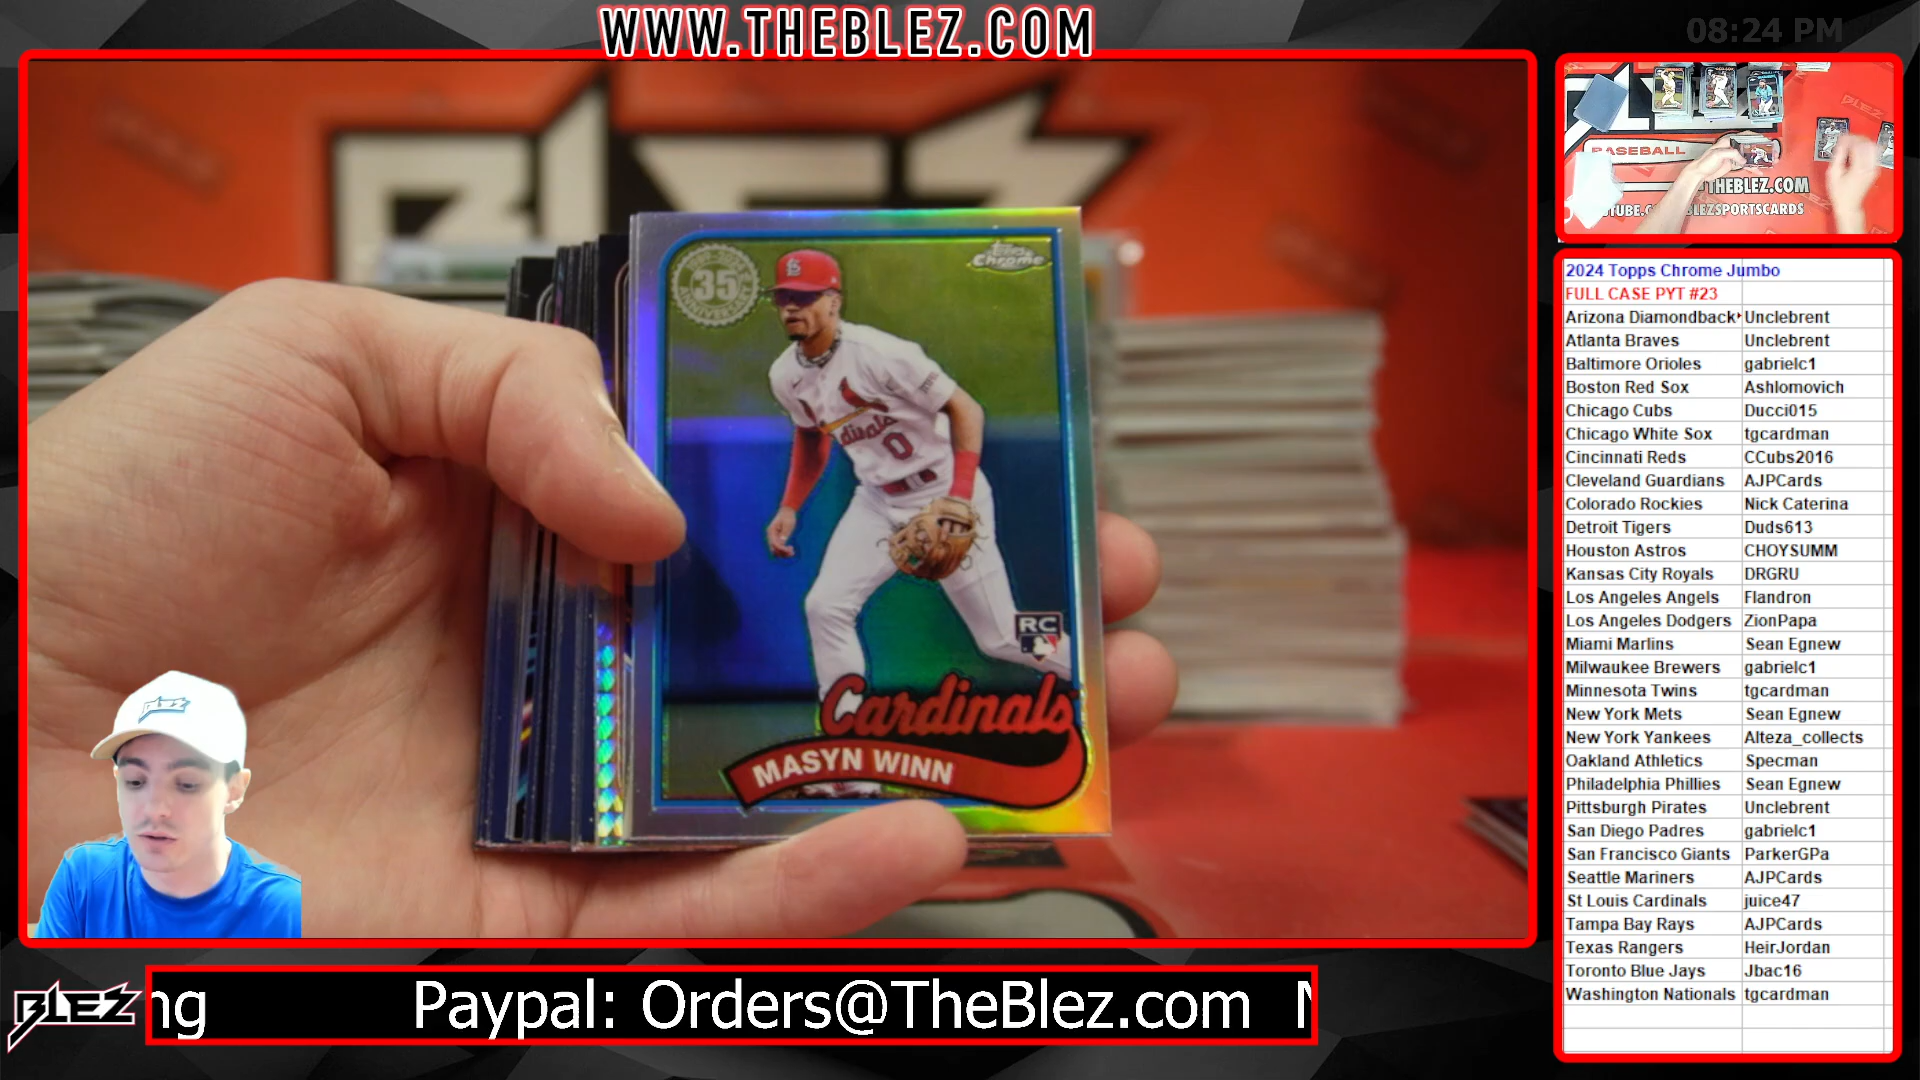 WWW.THEBLEZ.COM
08:24 PM
BLEZ
35
ANNIVERSARY
Topps
Chrome
Cardinals
0
RC
Cardinals
MASYN WINN
BLEZ
BASEBALL
THEBLEZ.COM
BLEZSPORTSCARDS
2024 Topps Chrome Jumbo
FULL CASE PYT #23
Arizona Diamondback Unclebrent
Atlanta Braves Unclebrent
Baltimore Orioles gabrielc1
Boston Red Sox Ashlomovich
Chicago Cubs Ducci015
Chicago White Sox tgcardman
Cincinnati Reds CCubs2016
Cleveland Guardians AJPCards
Colorado Rockies Nick Caterina
Detroit Tigers Duds613
Houston Astros CHOYSUMM
Kansas City Royals DRGRU
Los Angeles Angels Flandron
Los Angeles Dodgers ZionPapa
Miami Marlins Sean Egnew
Milwaukee Brewers gabrielc1
Minnesota Twins tgcardman
New York Mets Sean Egnew
New York Yankees Alteza_collects
Oakland Athletics Specman
Philadelphia Phillies Sean Egnew
Pittsburgh Pirates Unclebrent
San Diego Padres gabrielc1
San Francisco Giants ParkerGPa
Seattle Mariners AJPCards
St Louis Cardinals juice47
Tampa Bay Rays AJPCards
Texas Rangers HeirJordan
Toronto Blue Jays Jbac16
Washington Nationals tgcardman
BLEZ
ng Paypal: Orders@TheBlez.com